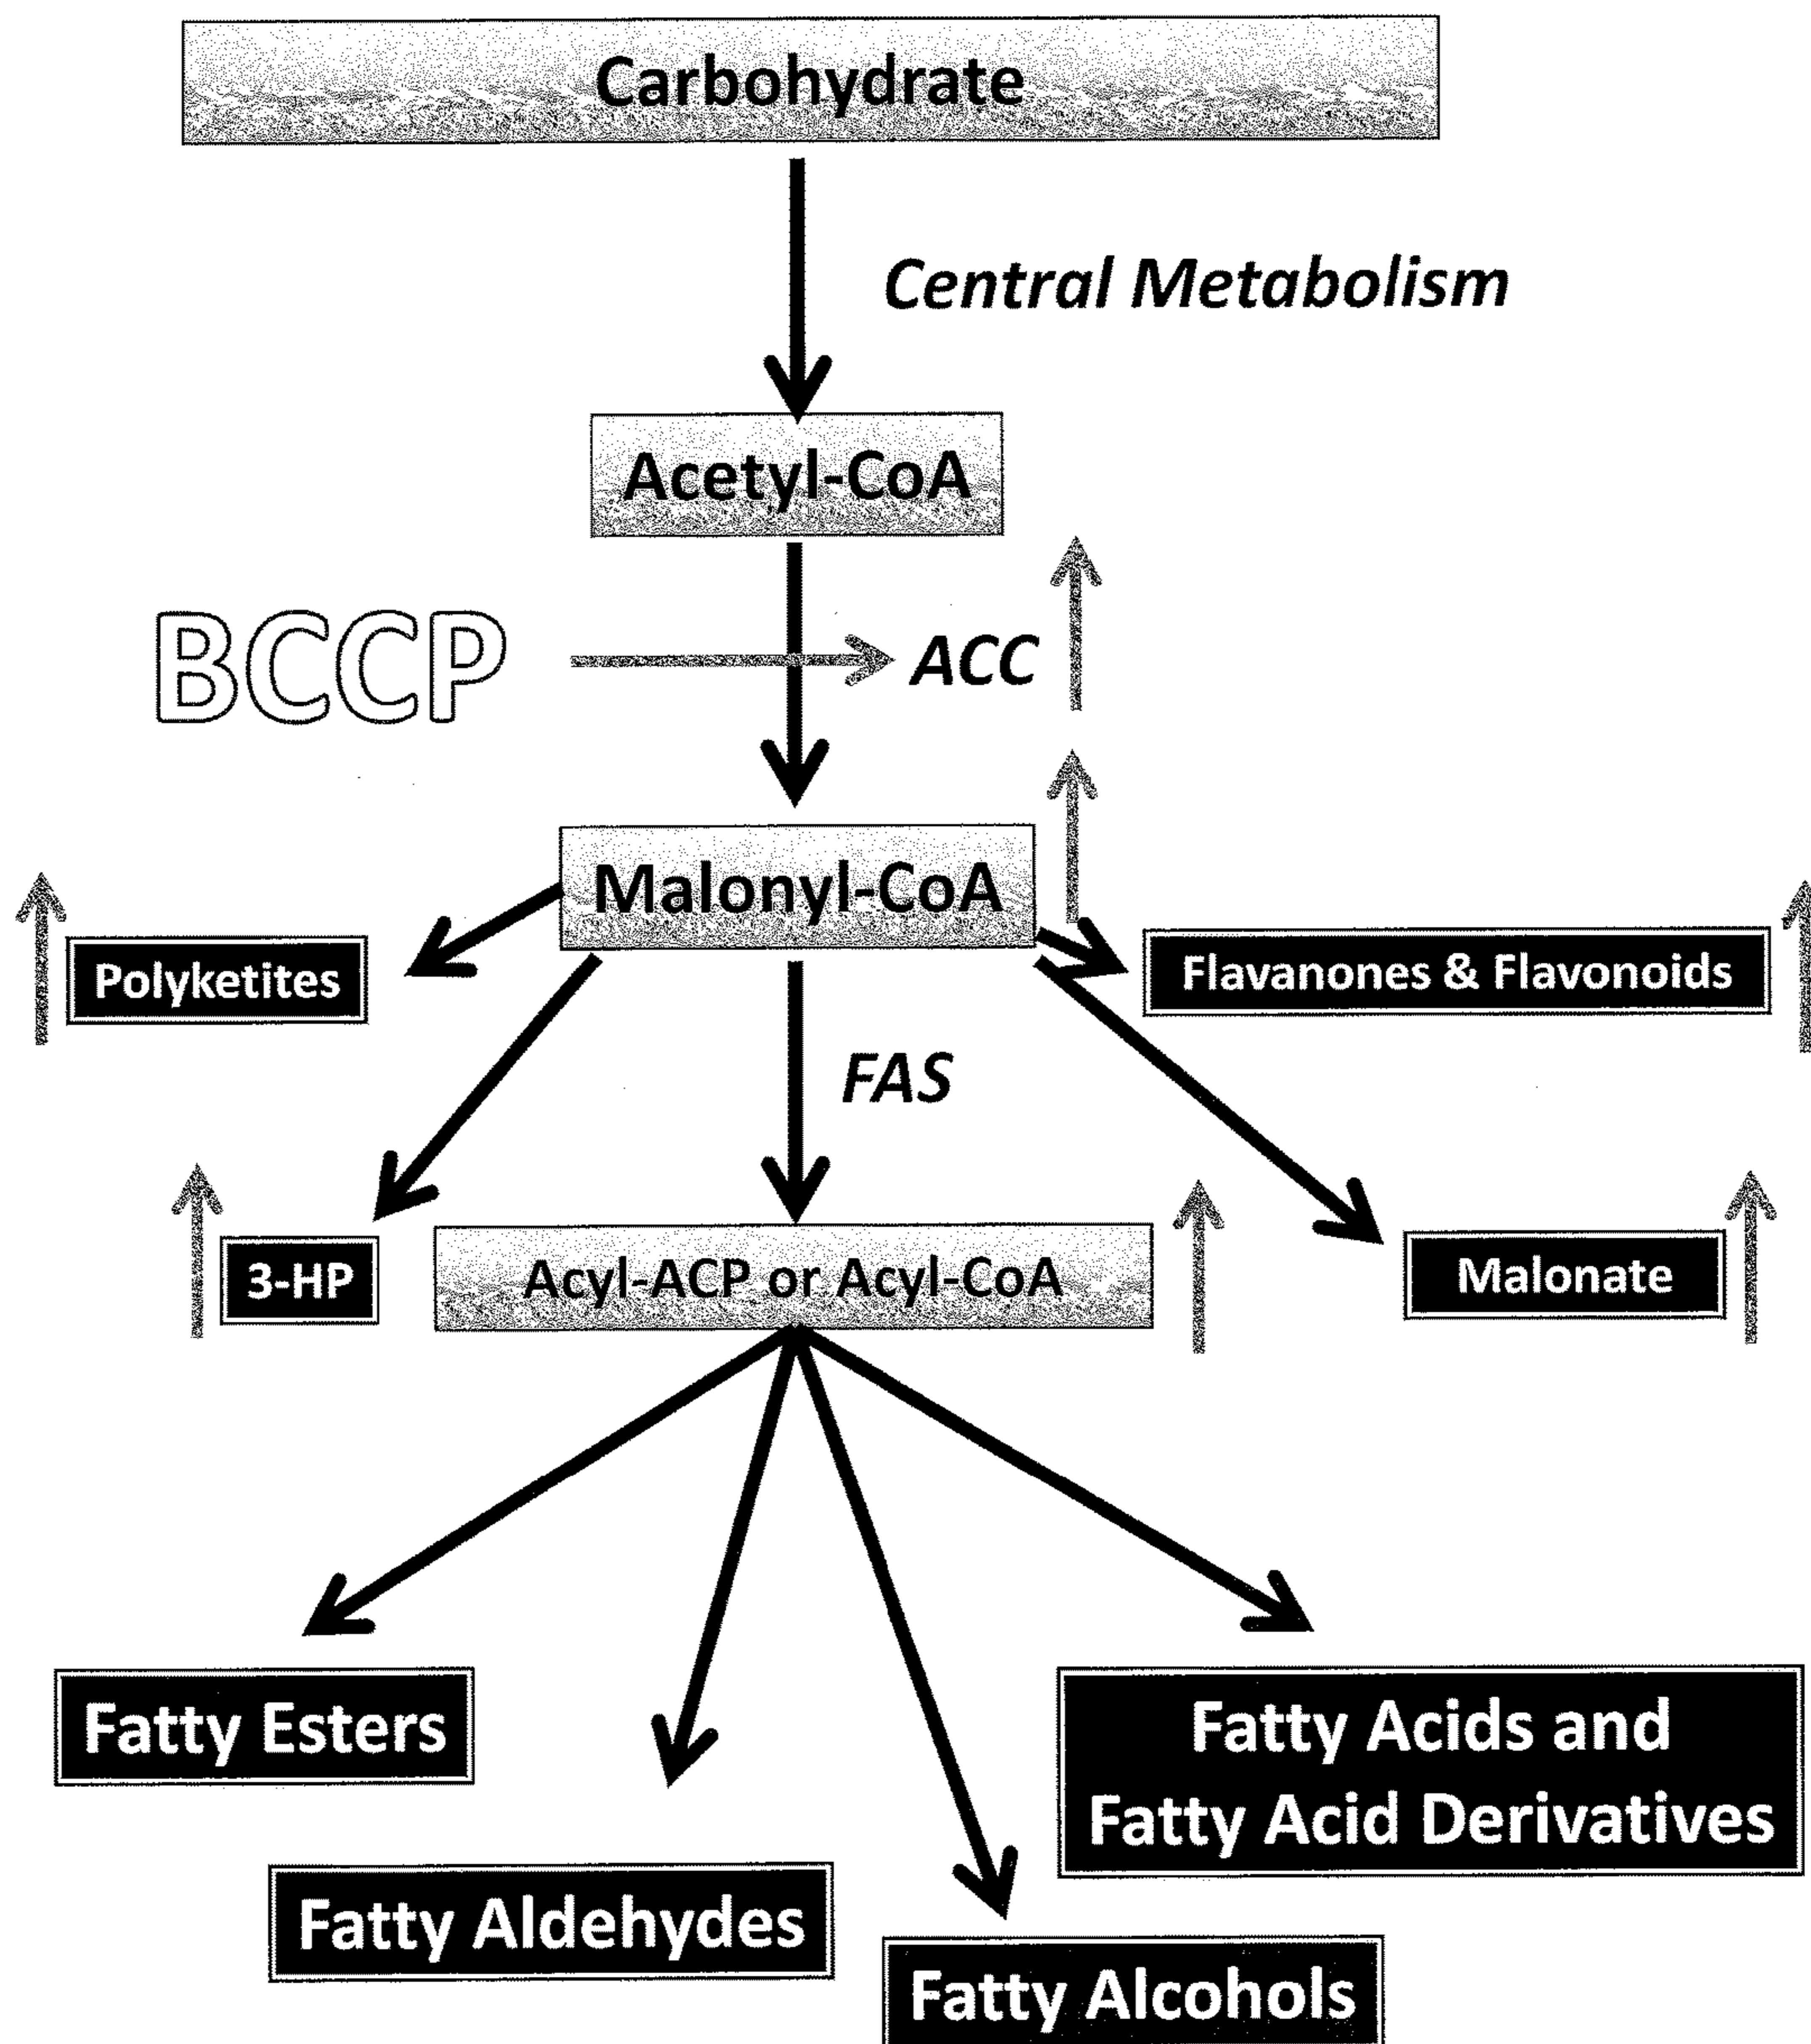 Carbohydrate
Central Metabolism
Acetyl-CoA
BCCP
ACC
Malonyl-CoA
Polyketites
Flavanones & Flavonoids
FAS
3-HP
Acyl-ACP or Acyl-CoA
Malonate
Fatty Esters
Fatty Acids and
Fatty Acid Derivatives
Fatty Aldehydes
Fatty Alcohols